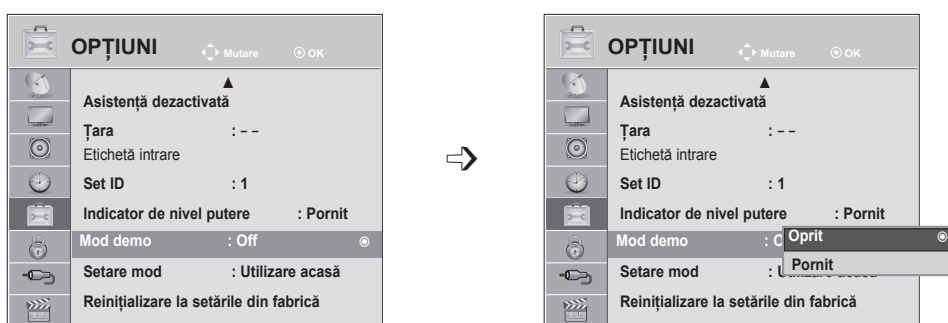 OPȚIUNI Mutare OK
Asistență dezactivată
Țara : – –
Etichetă intrare
Set ID : 1
Indicator de nivel putere : Pornit
Mod demo : Off
Setare mod : Utilizare acasă
Reinițializare la setările din fabrică
OPȚIUNI Mutare OK
Asistență dezactivată
Țara : – –
Etichetă intrare
Set ID : 1
Indicator de nivel putere : Pornit
Mod demo : Oprit
Pornit
Setare mod :
Reinițializare la setările din fabrică